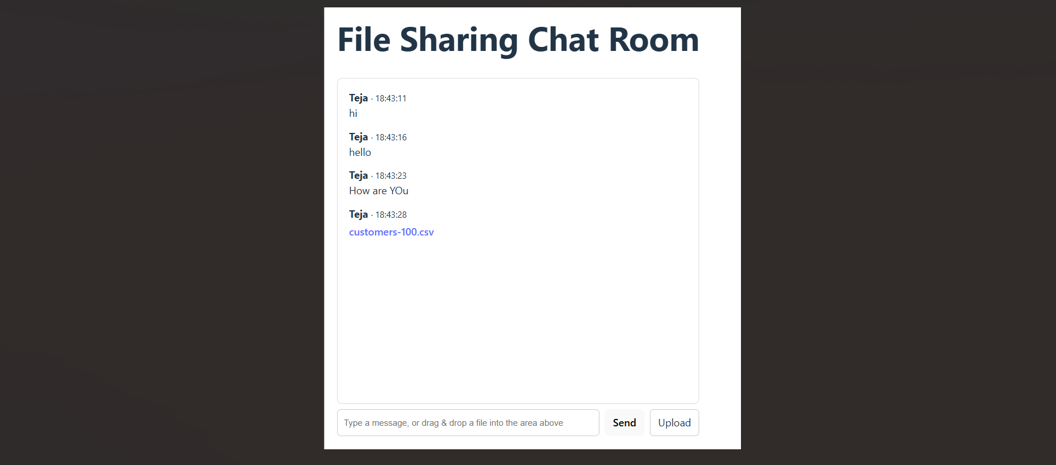 File Sharing Chat Room
Teja - 18:43:11
hi
Teja - 18:43:16
hello
Teja - 18:43:23
How are YOu
Teja - 18:43:28
customers-100.csv
Type a message, or drag & drop a file into the area above
Send
Upload